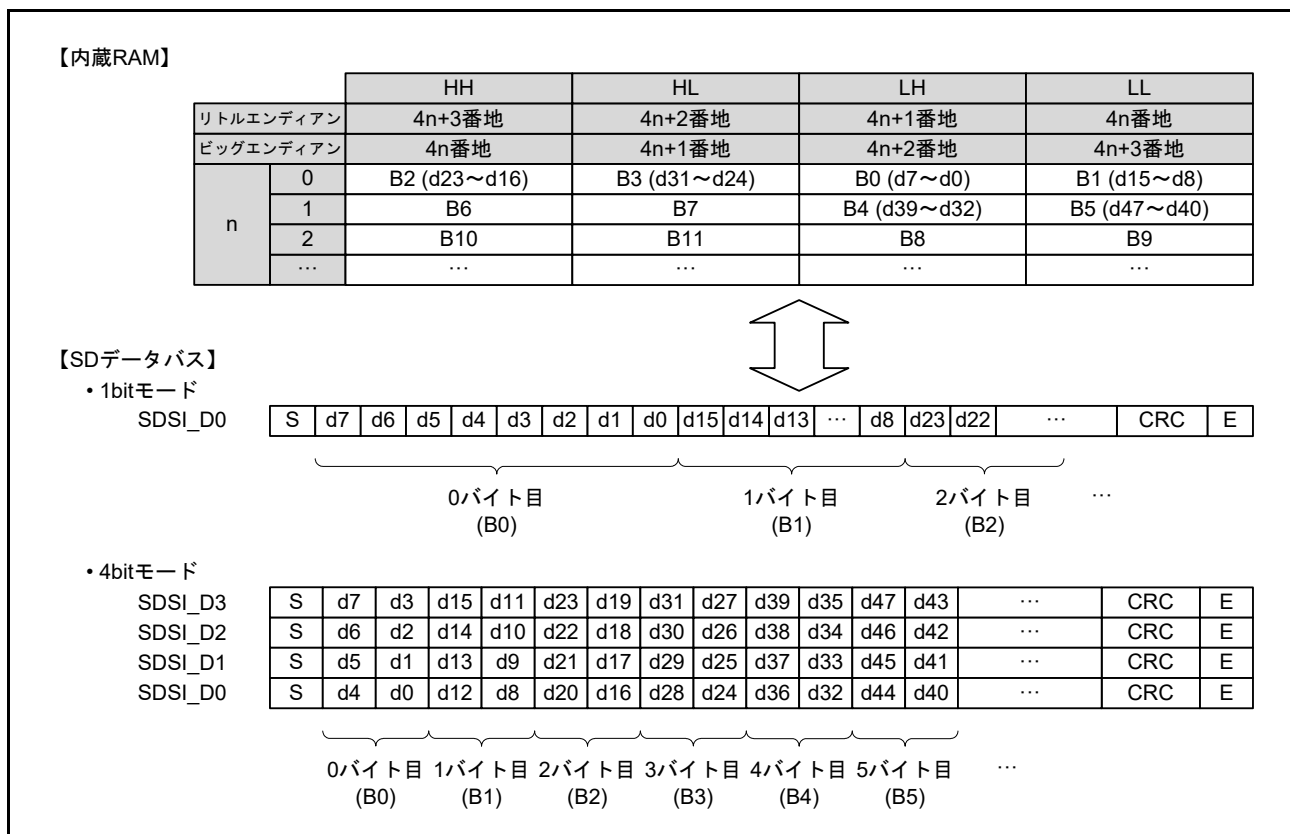 【内蔵RAM】
HH HL LH LL
リトルエンディアン 4n+3番地 4n+2番地 4n+1番地 4n番地
ビッグエンディアン 4n番地 4n+1番地 4n+2番地 4n+3番地
n 0 B2 (d23～d16) B3 (d31～d24) B0 (d7～d0) B1 (d15～d8)
1 B6 B7 B4 (d39～d32) B5 (d47～d40)
2 B10 B11 B8 B9
… … … … …
【SDデータバス】
• 1bitモード
SDSI_D0 S d7 d6 d5 d4 d3 d2 d1 d0 d15 d14 d13 … d8 d23 d22 … CRC E
0バイト目 1バイト目 2バイト目 …
(B0) (B1) (B2)
• 4bitモード
SDSI_D3 S d7 d3 d15 d11 d23 d19 d31 d27 d39 d35 d47 d43 … CRC E
SDSI_D2 S d6 d2 d14 d10 d22 d18 d30 d26 d38 d34 d46 d42 … CRC E
SDSI_D1 S d5 d1 d13 d9 d21 d17 d29 d25 d37 d33 d45 d41 … CRC E
SDSI_D0 S d4 d0 d12 d8 d20 d16 d28 d24 d36 d32 d44 d40 … CRC E
0バイト目 1バイト目 2バイト目 3バイト目 4バイト目 5バイト目 …
(B0) (B1) (B2) (B3) (B4) (B5)